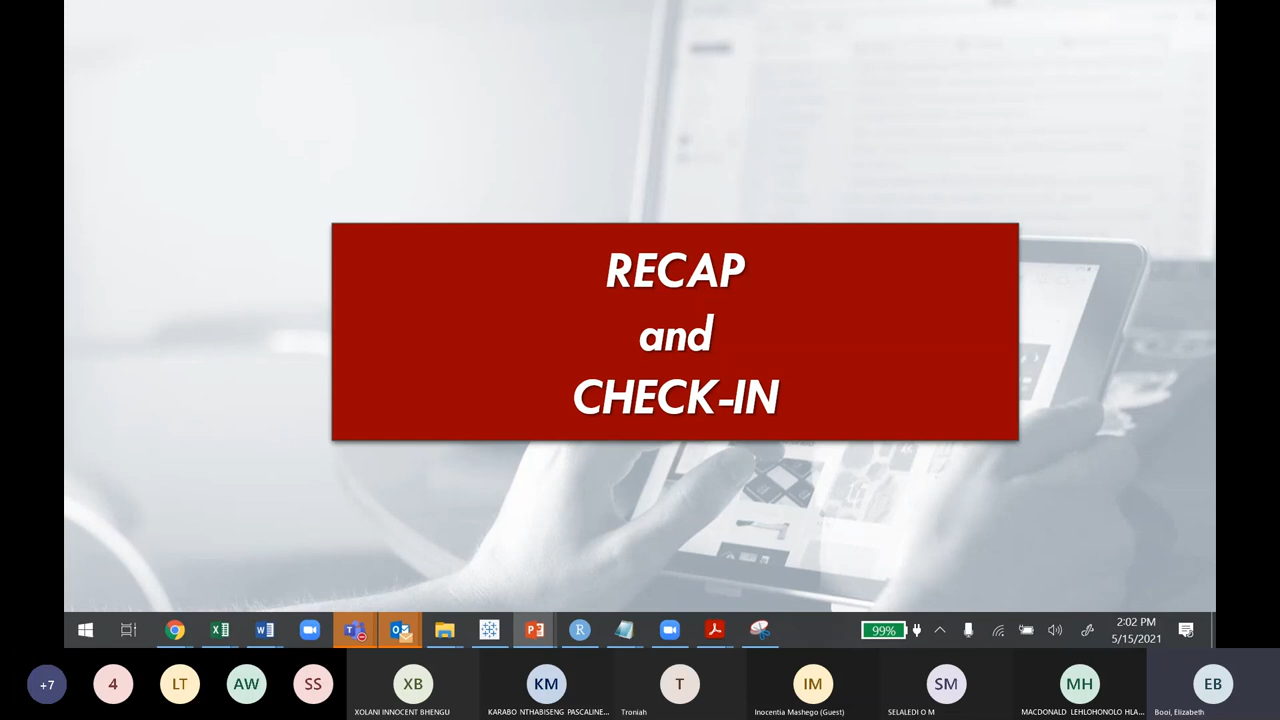 RECAP
and
CHECK-IN
99%
2:02 PM
5/15/2021
+7
4
LT
AW
SS
XB
KM
T
IM
SM
MH
EB
XOLANI INNOCENT BHENGU
KARABO NTHABISENG PASCALINE...
Troniah
Inocentia Mashego (Guest)
SELALEDI O M
MACDONALD LEHLOHONOLO HLA...
Booi, Elizabeth